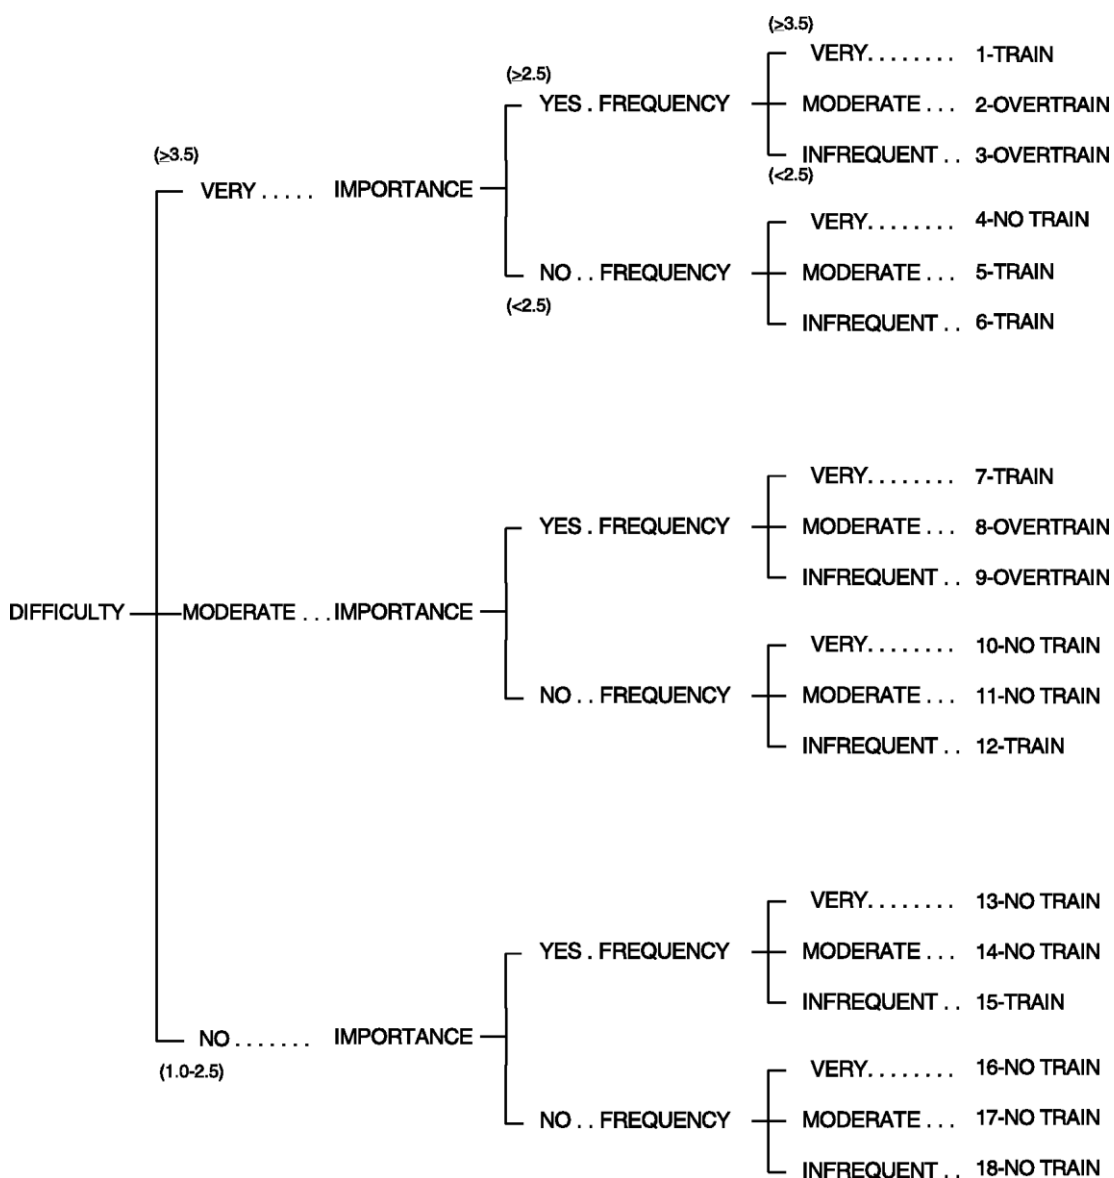 (≥3.5)
VERY........ 1-TRAIN
(≥2.5)
YES . FREQUENCY MODERATE ... 2-OVERTRAIN
(≥3.5) INFREQUENT .. 3-OVERTRAIN
(<2.5)
VERY ..... IMPORTANCE
VERY........ 4-NO TRAIN
NO .. FREQUENCY MODERATE ... 5-TRAIN
(<2.5)
INFREQUENT .. 6-TRAIN
VERY........ 7-TRAIN
YES . FREQUENCY MODERATE ... 8-OVERTRAIN
INFREQUENT .. 9-OVERTRAIN
DIFFICULTY MODERATE ... IMPORTANCE
VERY........ 10-NO TRAIN
NO .. FREQUENCY MODERATE ... 11-NO TRAIN
INFREQUENT .. 12-TRAIN
VERY........ 13-NO TRAIN
YES . FREQUENCY MODERATE ... 14-NO TRAIN
INFREQUENT .. 15-TRAIN
NO ....... IMPORTANCE
(1.0-2.5) VERY........ 16-NO TRAIN
NO .. FREQUENCY MODERATE ... 17-NO TRAIN
INFREQUENT .. 18-NO TRAIN